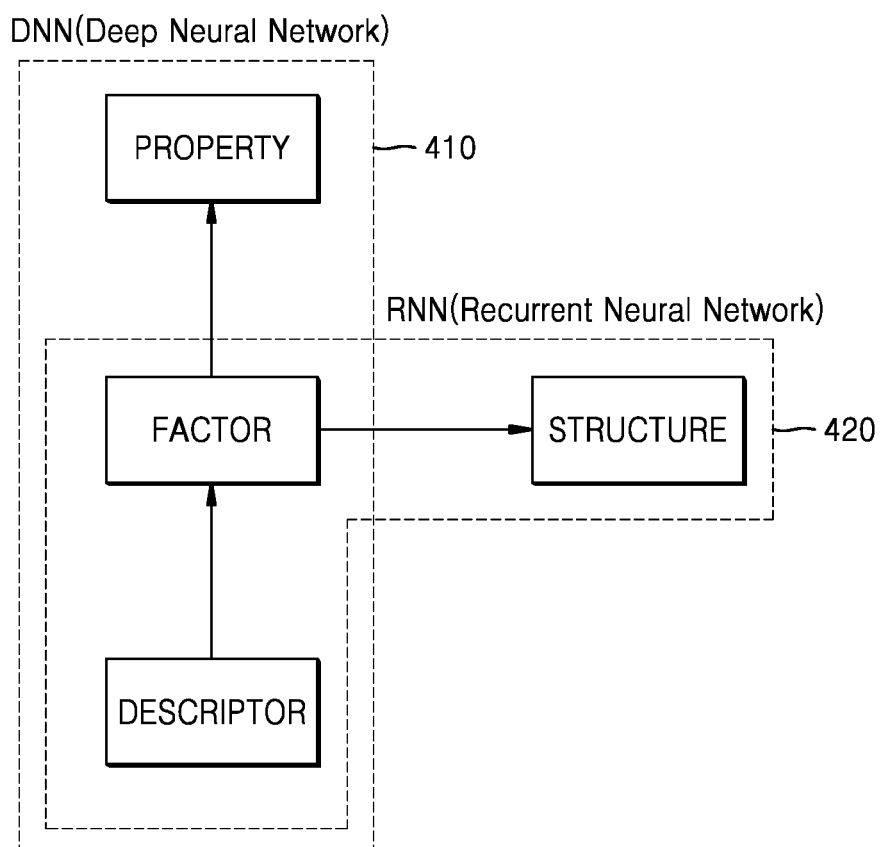 DNN(Deep Neural Network)
PROPERTY
410
RNN(Recurrent Neural Network)
FACTOR
STRUCTURE
420
DESCRIPTOR